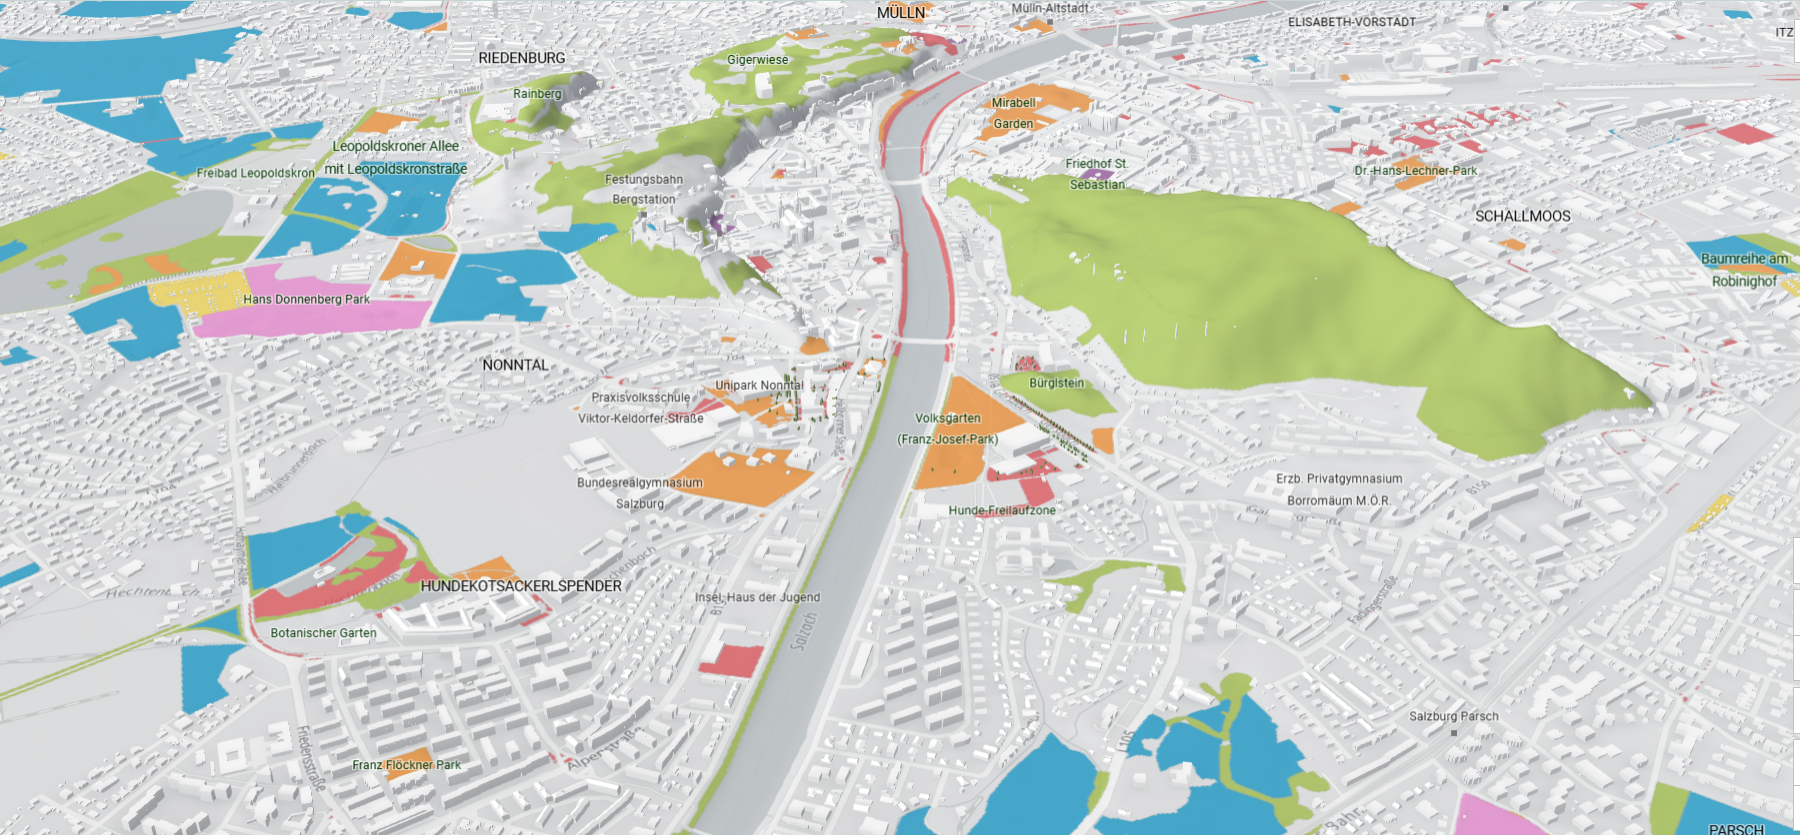 MÜLLN
Mülln-Altstadt
ELISABETH-VORSTADT
ITZ
RIEDENBURG
Gigerwiese
Rainberg
Mirabell
Garden
Leopoldskroner Allee
mit Leopoldskronstraße
Freibad Leopoldskron
Festungsbahn
Bergstation
Friedhof St.
Sebastian
Dr.-Hans-Lechner-Park
SCHALLMOOS
Baumreihe am
Robinighof
Hans Donnenberg Park
NONNTAL
Unipark Nonntal
Praxisvolksschule
Viktor-Keldorfer-Straße
Bürglstein
Volksgarten
(Franz-Josef-Park)
Bundesrealgymnasium
Salzburg
Erzb. Privatgymnasium
Borromäum M.O.R.
B150
Hunde-Freilaufzone
HUNDEKOTSACKERLSPENDER
Insel, Haus der Jugend
Salzach
Botanischer Garten
Friedensstraße
Franz Flöckner Park
Alpenstraße
L105
Salzburg Parsch
PARSCH